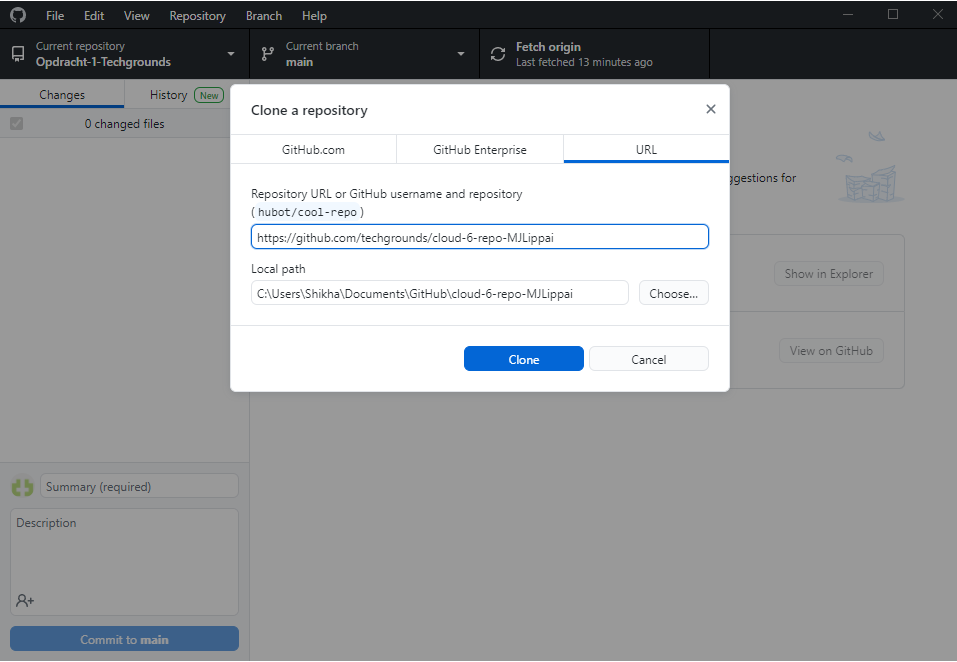 File Edit View Repository Branch Help
Current repository
Opdracht-1-Techgrounds
Current branch
main
Fetch origin
Last fetched 13 minutes ago
Changes
History New
0 changed files
Clone a repository
GitHub.com
GitHub Enterprise
URL
Repository URL or GitHub username and repository
(hubot/cool-repo)
https://github.com/techgrounds/cloud-6-repo-MJLippai
Local path
C:\Users\Shikha\Documents\GitHub\cloud-6-repo-MJLippai
Choose...
Clone
Cancel
ggestions for
Show in Explorer
View on GitHub
Summary (required)
Description
Commit to main